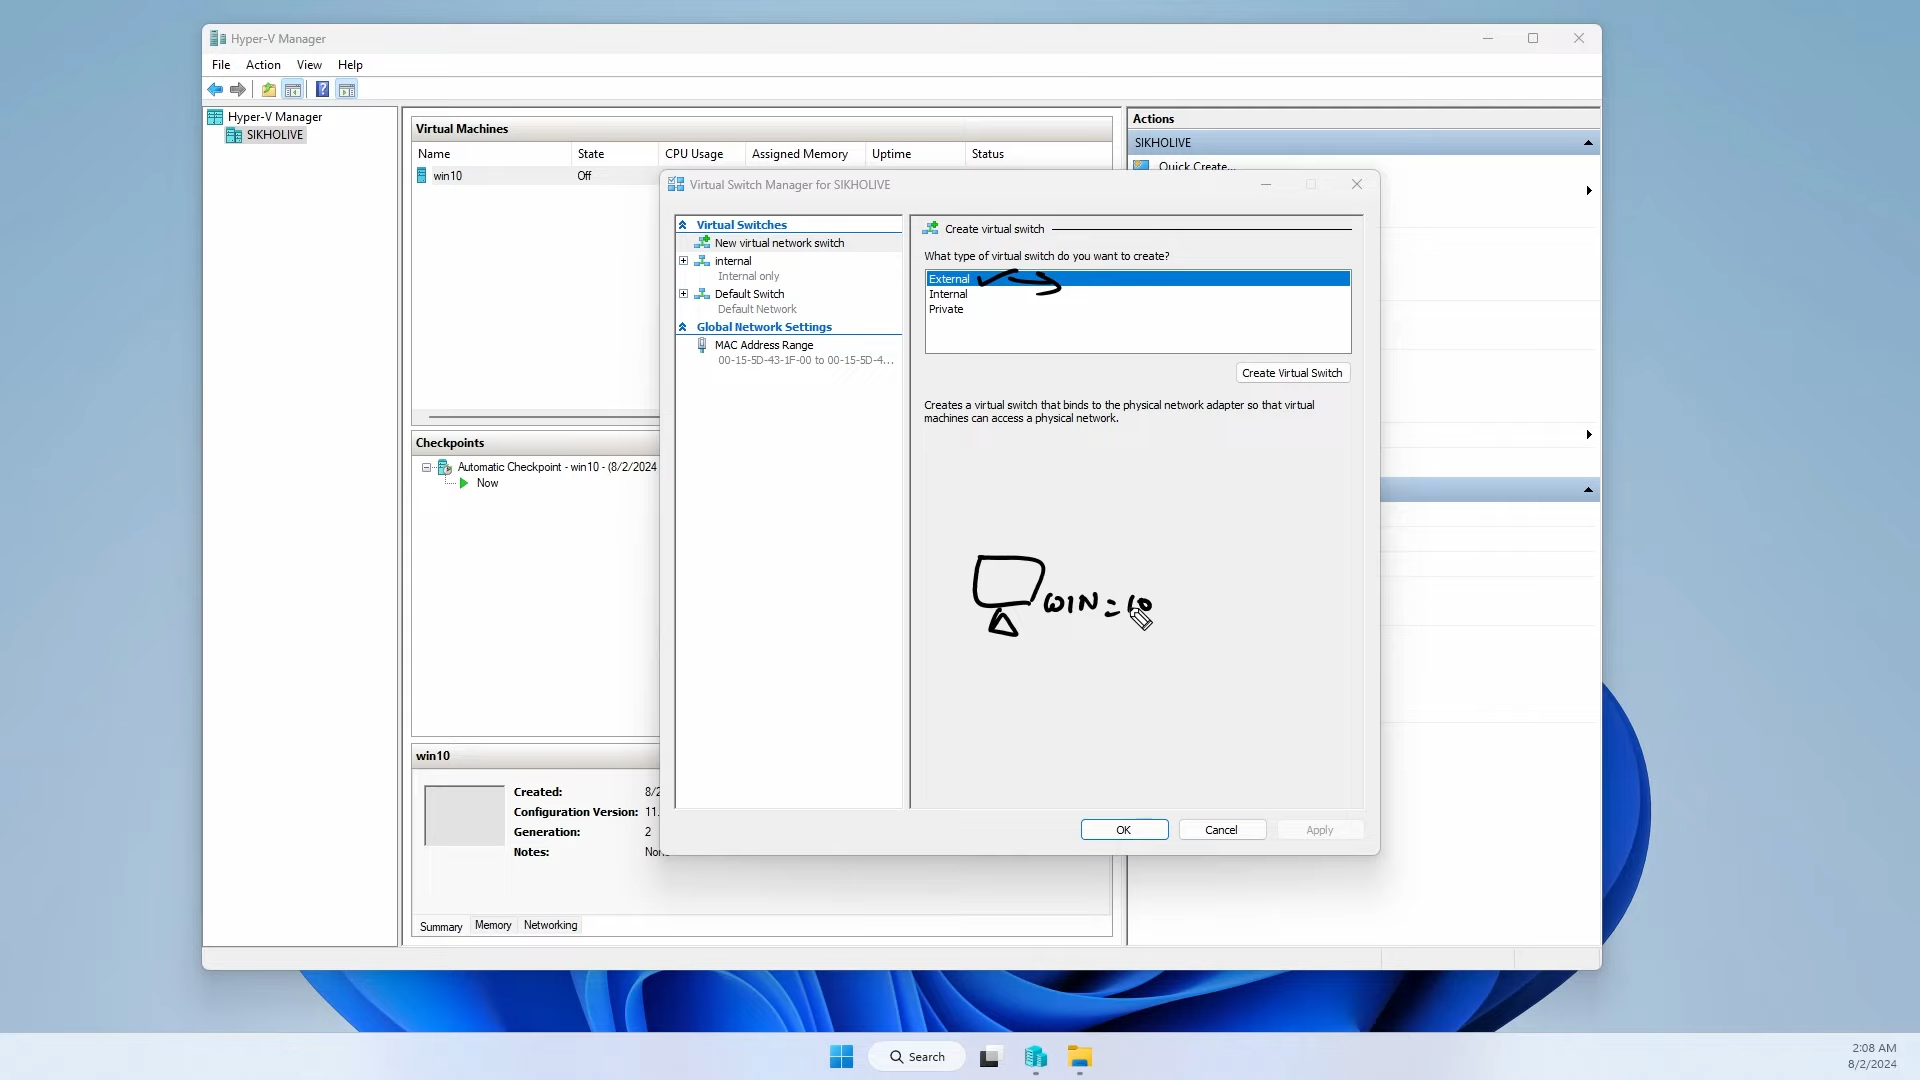 Hyper-V Manager
File Action View Help
Hyper-V Manager
SIKHOLIVE
Virtual Machines
Name State CPU Usage Assigned Memory Uptime Status
win10 Off
Checkpoints
Automatic Checkpoint - win10 - (8/2/2024
Now
win10
Created: 8/2
Configuration Version: 11.
Generation: 2
Notes: Non
Summary Memory Networking
Actions
SIKHOLIVE
Quick Create...
Virtual Switch Manager for SIKHOLIVE
Virtual Switches
New virtual network switch
internal
Internal only
Default Switch
Default Network
Global Network Settings
MAC Address Range
00-15-5D-43-1F-00 to 00-15-5D-4...
Create virtual switch
What type of virtual switch do you want to create?
External
Internal
Private
Create Virtual Switch
Creates a virtual switch that binds to the physical network adapter so that virtual
machines can access a physical network.
WIN = 10
OK Cancel Apply
Search
2:08 AM
8/2/2024